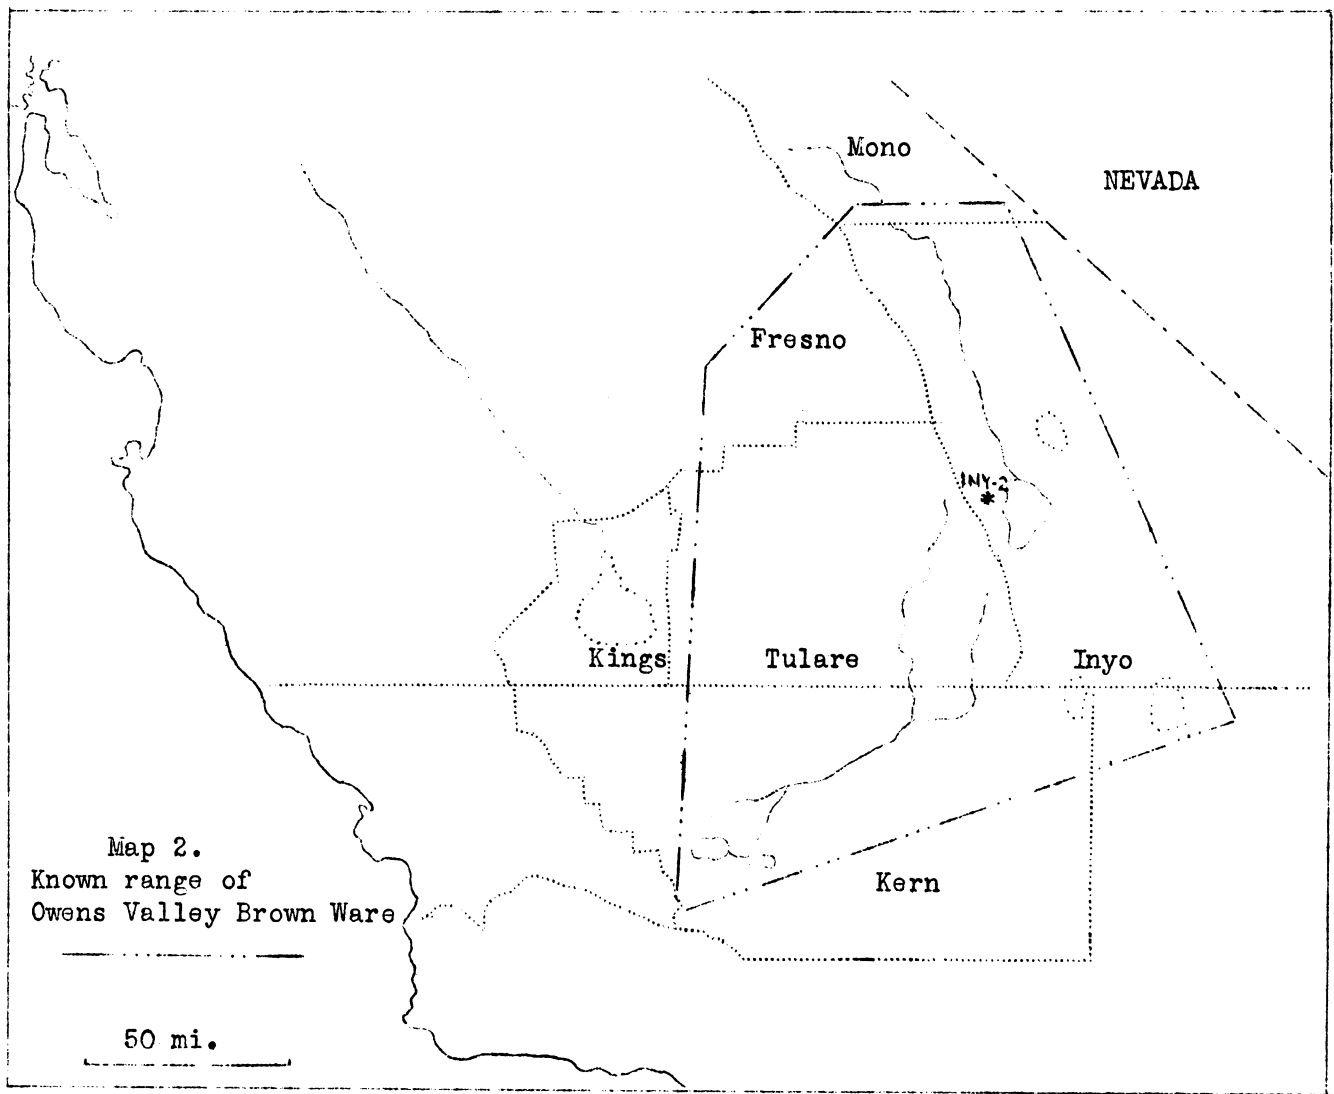 Mono
NEVADA
Fresno
INY-2
*
Kings
Tulare
Inyo
Map 2.
Known range of
Owens Valley Brown Ware
Kern
50 mi.